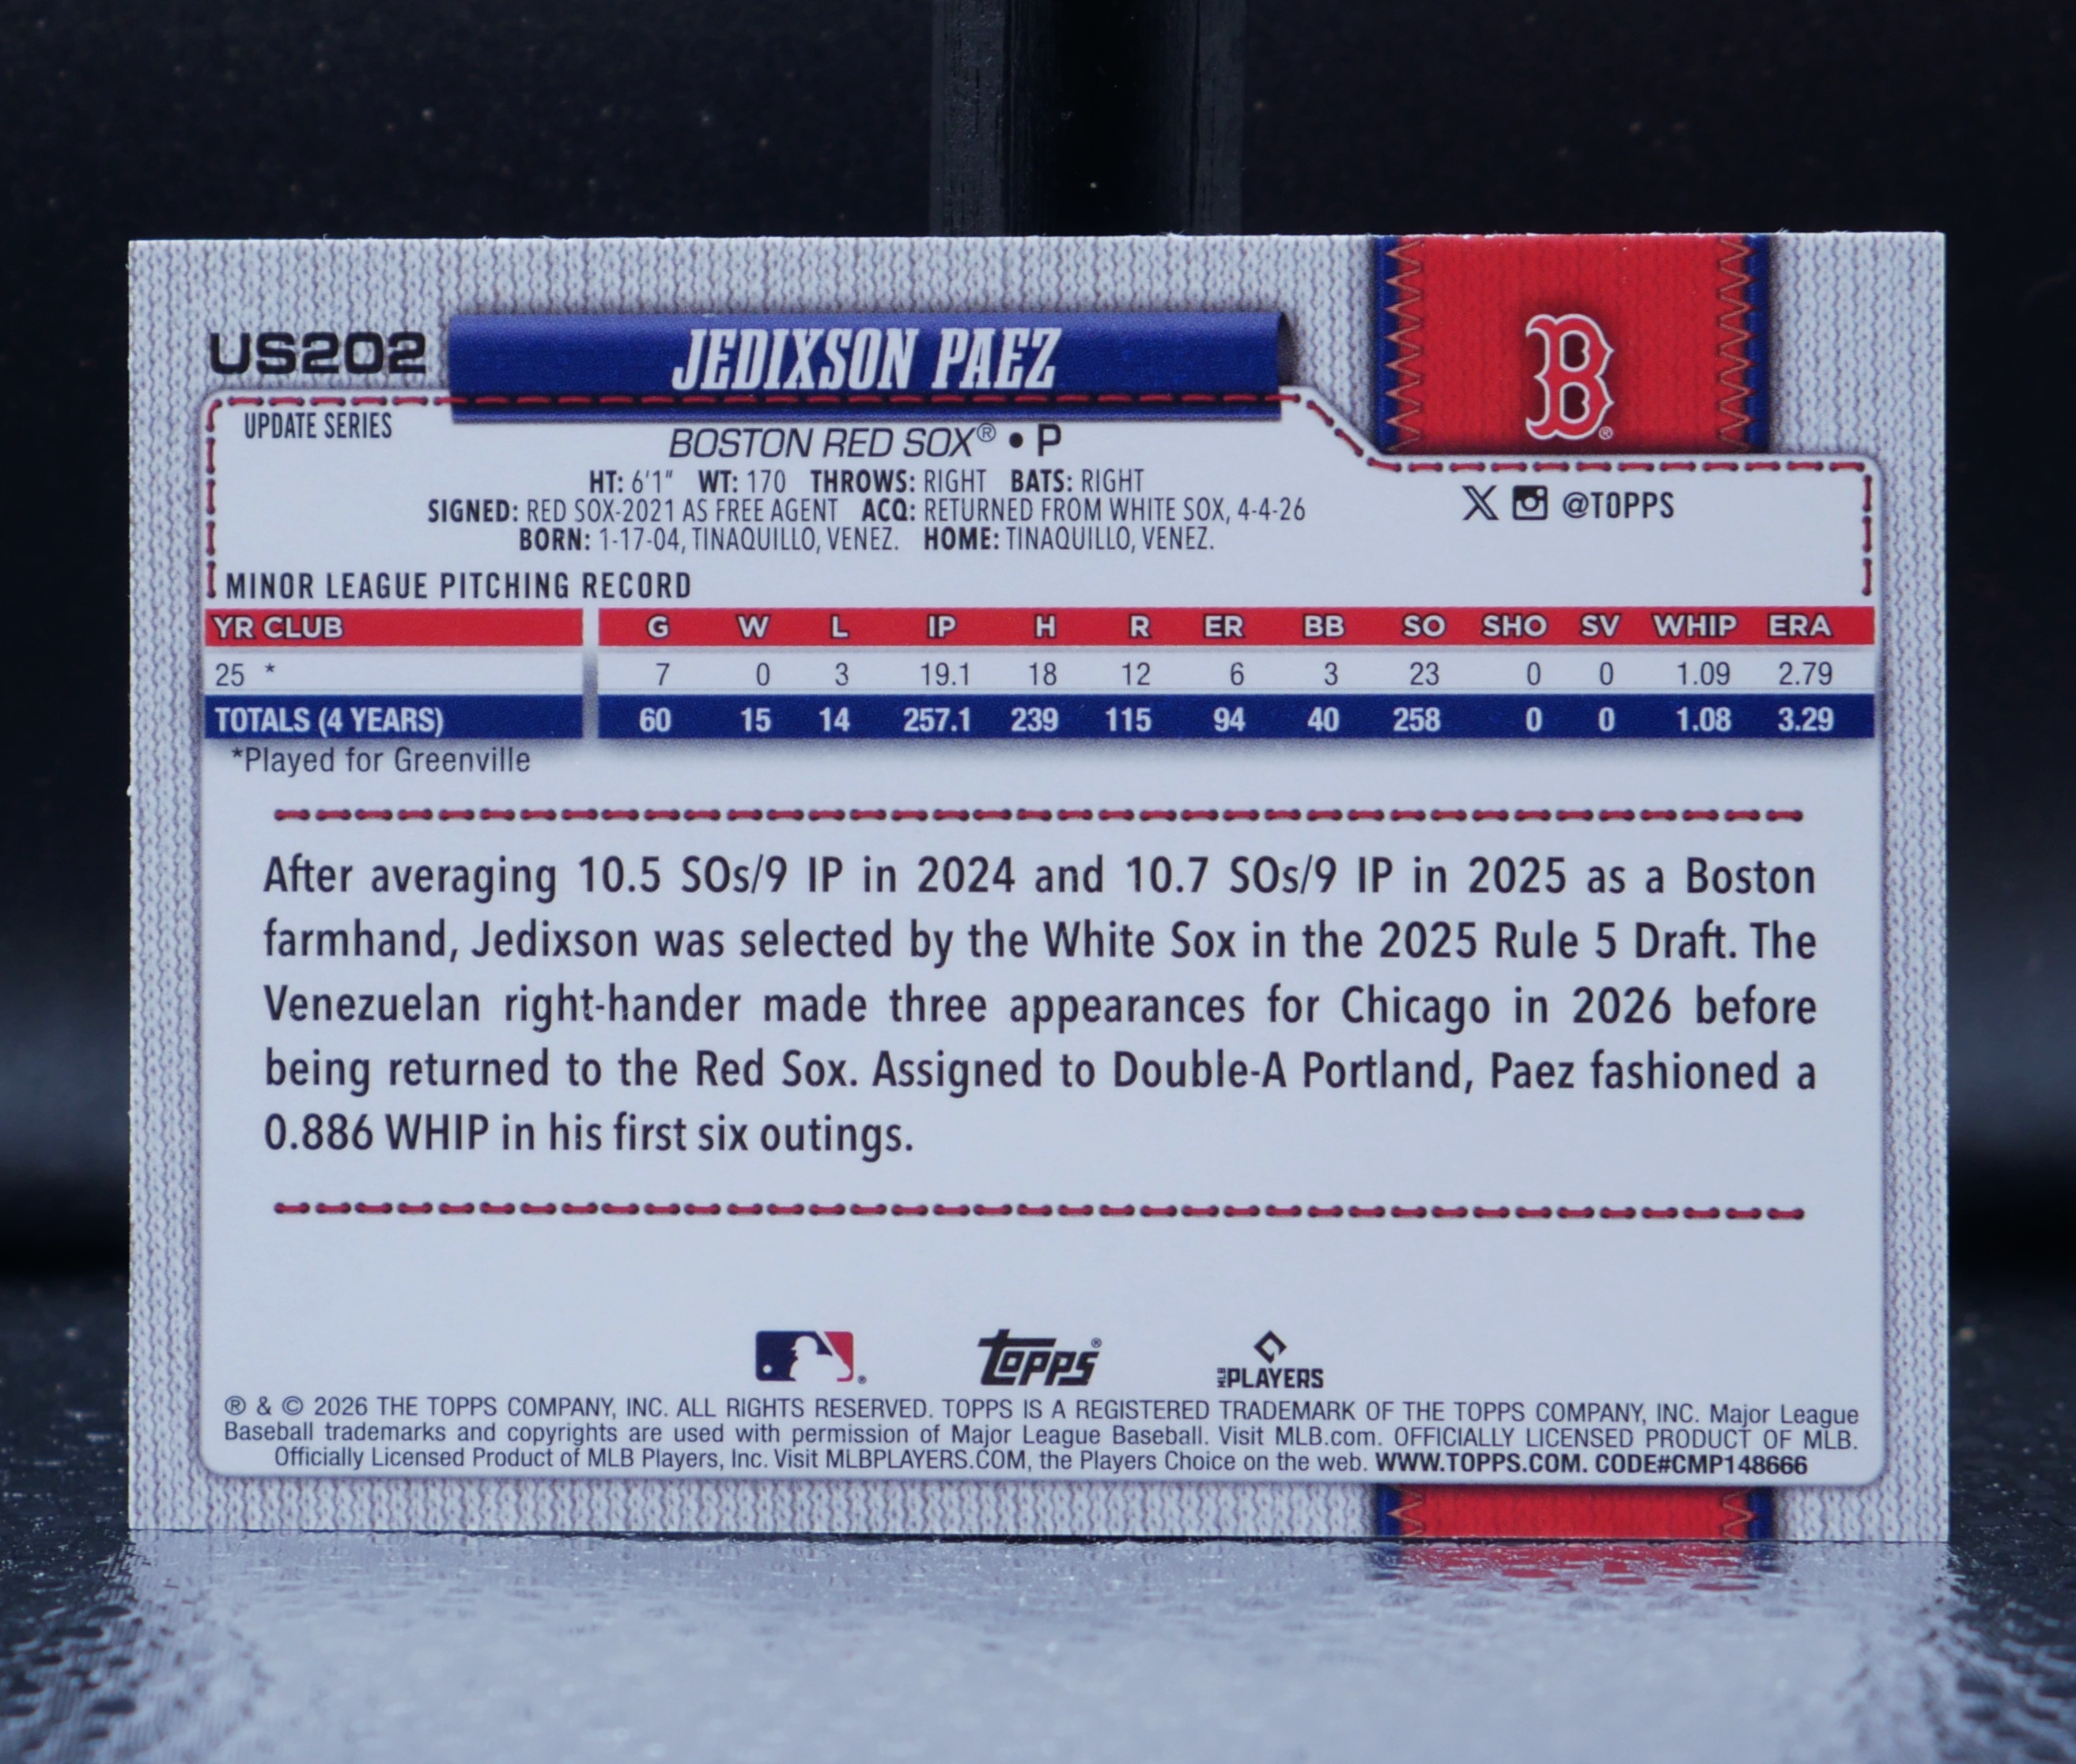 US202
JEDIXSON PAEZ
B®
UPDATE SERIES
BOSTON RED SOX® • P
HT: 6'1" WT: 170 THROWS: RIGHT BATS: RIGHT
SIGNED: RED SOX-2021 AS FREE AGENT ACQ: RETURNED FROM WHITE SOX, 4-4-26
BORN: 1-17-04, TINAQUILLO, VENEZ. HOME: TINAQUILLO, VENEZ.
X @TOPPS
MINOR LEAGUE PITCHING RECORD
YR CLUB G W L IP H R ER BB SO SHO SV WHIP ERA
25 * 7 0 3 19.1 18 12 6 3 23 0 0 1.09 2.79
TOTALS (4 YEARS) 60 15 14 257.1 239 115 94 40 258 0 0 1.08 3.29
*Played for Greenville
After averaging 10.5 SOs/9 IP in 2024 and 10.7 SOs/9 IP in 2025 as a Boston
farmhand, Jedixson was selected by the White Sox in the 2025 Rule 5 Draft. The
Venezuelan right-hander made three appearances for Chicago in 2026 before
being returned to the Red Sox. Assigned to Double-A Portland, Paez fashioned a
0.886 WHIP in his first six outings.
topps®
MLB PLAYERS
® & © 2026 THE TOPPS COMPANY, INC. ALL RIGHTS RESERVED. TOPPS IS A REGISTERED TRADEMARK OF THE TOPPS COMPANY, INC. Major League
Baseball trademarks and copyrights are used with permission of Major League Baseball. Visit MLB.com. OFFICIALLY LICENSED PRODUCT OF MLB.
Officially Licensed Product of MLB Players, Inc. Visit MLBPLAYERS.COM, the Players Choice on the web. WWW.TOPPS.COM. CODE#CMP148666